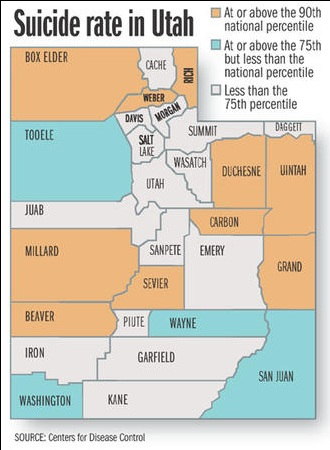 Suicide rate in Utah
At or above the 90th
national percentile
At or above the 75th
but less than the
national percentile
Less than the
75th percentile
BOX ELDER
CACHE
RICH
WEBER
DAVIS
MORGAN
TOOELE
SALT
LAKE
SUMMIT
DAGGETT
WASATCH
DUCHESNE
UINTAH
UTAH
JUAB
CARBON
MILLARD
SANPETE
EMERY
GRAND
SEVIER
BEAVER
PIUTE
WAYNE
IRON
GARFIELD
SAN JUAN
WASHINGTON
KANE
SOURCE: Centers for Disease Control